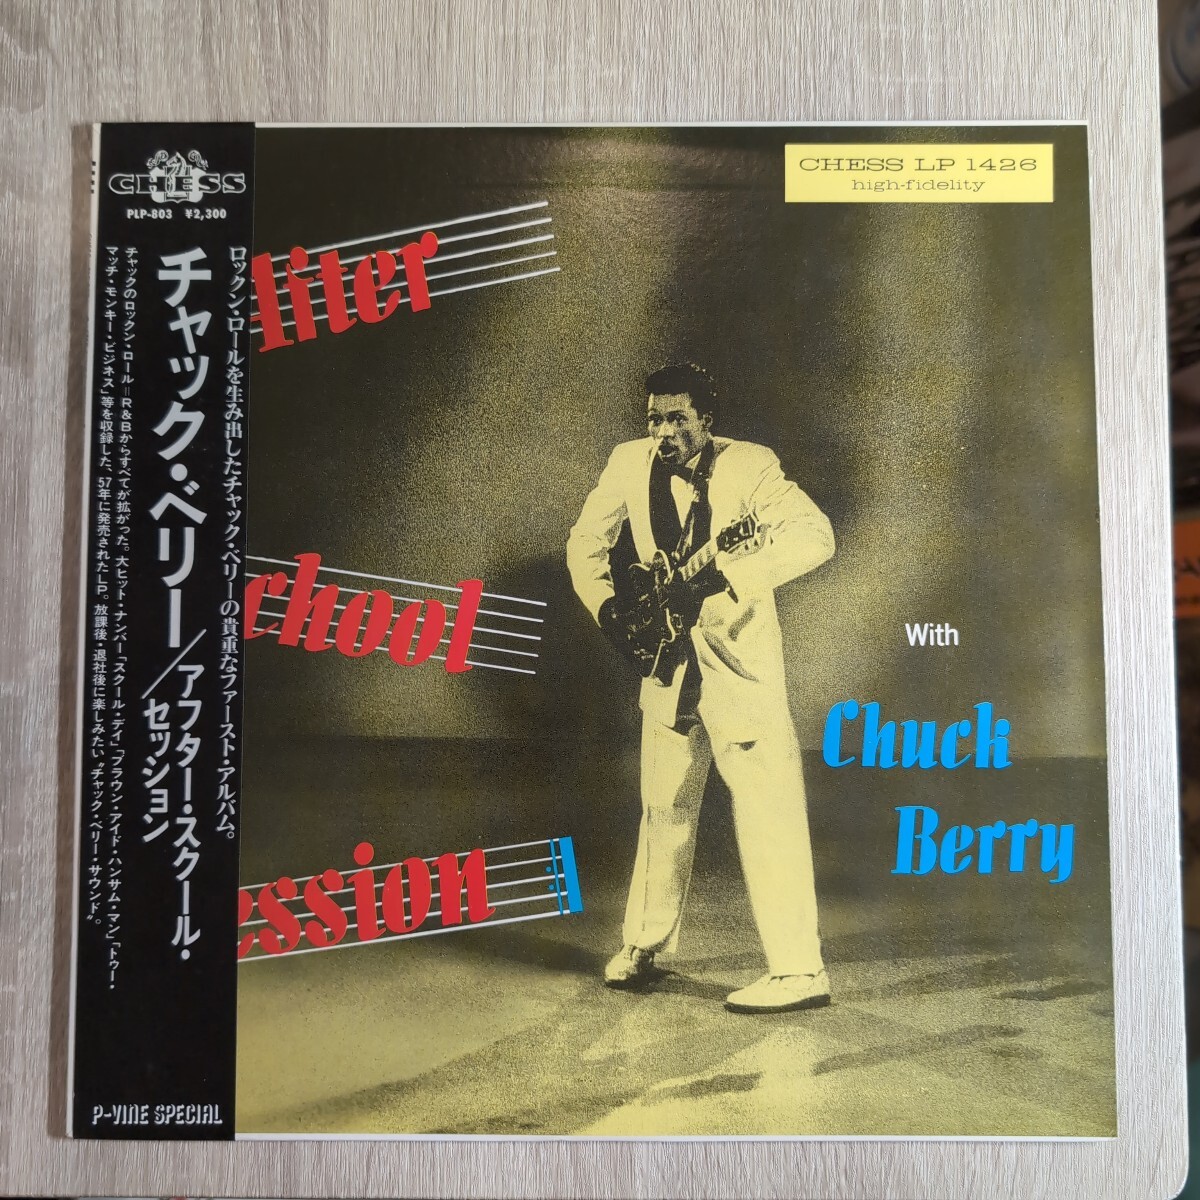 CHESS
PLP-803 ¥2,300
ロックン・ロールを生み出したチャック・ベリーの貴重なファースト・アルバム。
チャック・ベリー/アフター・スクール・
セッション
チャックのロックン・ロール=R&Bからすべてが拡がった。大ヒット・ナンバー「スクール・デイ」「ブラウン・アイド・ハンサム・マン」「トゥー・
マッチ・モンキー・ビジネス」等を収録した、57年に発売されたLP。放課後・退社後に楽しみたい“チャック・ベリー・サウンド”。
P-VINE SPECIAL
CHESS LP 1426
high-fidelity
After
chool
ession
With
Chuck
Berry